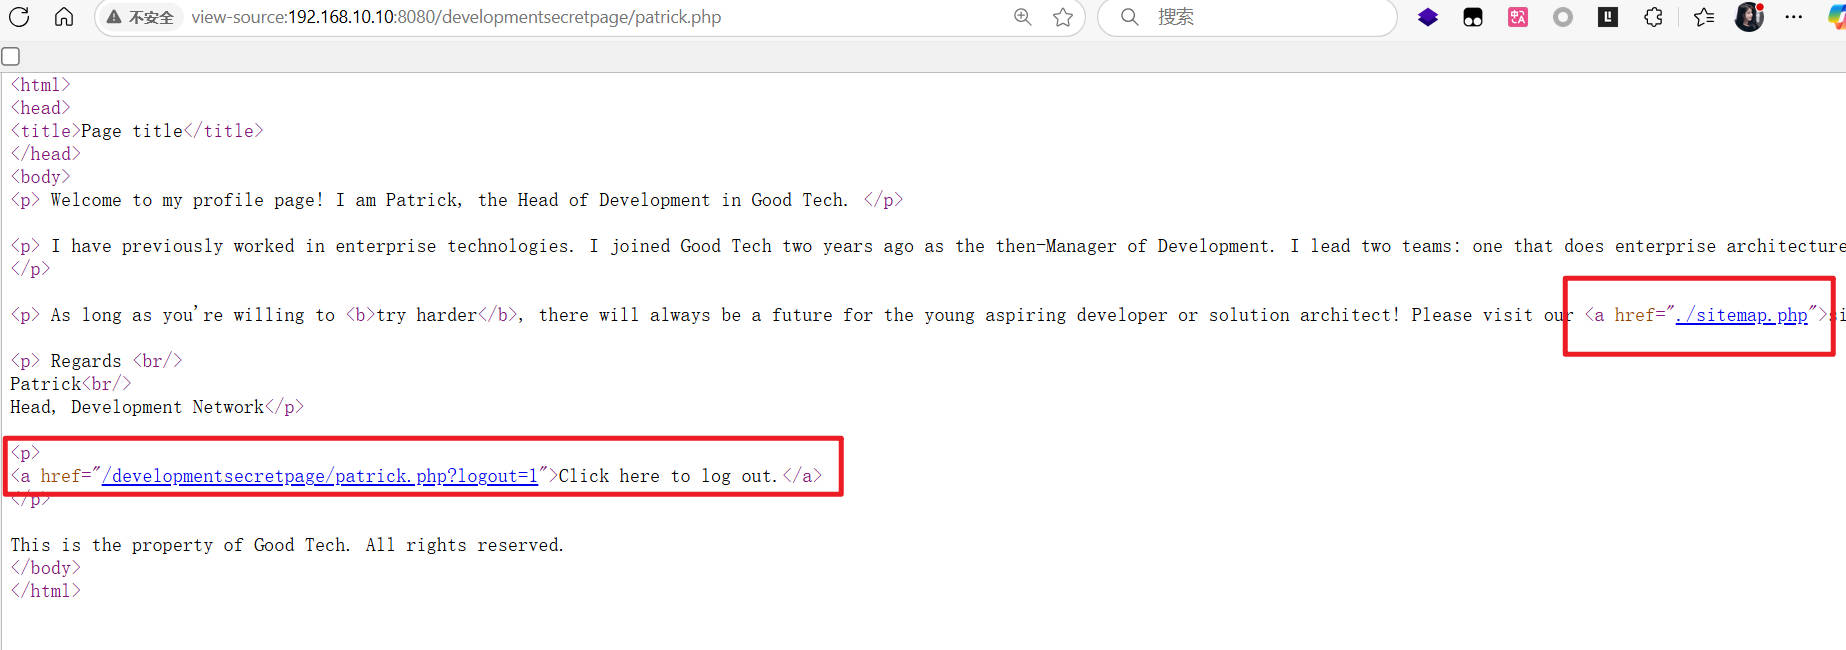 不安全 view-source:192.168.10.10:8080/developmentsecretpage/patrick.php 搜索
<html>
<head>
<title>Page title</title>
</head>
<body>
<p> Welcome to my profile page! I am Patrick, the Head of Development in Good Tech. </p>
<p> I have previously worked in enterprise technologies. I joined Good Tech two years ago as the then-Manager of Development. I lead two teams: one that does enterprise architecture
</p>
<p> As long as you're willing to <b>try harder</b>, there will always be a future for the young aspiring developer or solution architect! Please visit our <a href="./sitemap.php">si
<p> Regards <br/>
Patrick<br/>
Head, Development Network</p>
<p>
<a href="/developmentsecretpage/patrick.php?logout=1">Click here to log out.</a>
</p>
This is the property of Good Tech. All rights reserved.
</body>
</html>